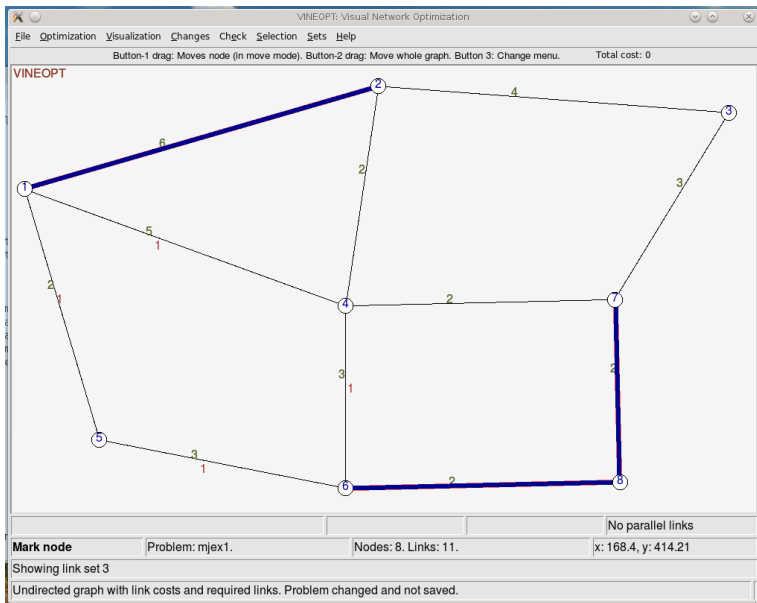 VINEOPT: Visual Network Optimization
File Optimization Visualization Changes Check Selection Sets Help
Button-1 drag: Moves node (in move mode). Button-2 drag: Move whole graph. Button 3: Change menu. Total cost: 0
VINEOPT
2
4
3
6
2
3
1
5
1
2
1
4
2
7
3
1
2
5
3
1
6
2
8
No parallel links
Mark node Problem: mjex1. Nodes: 8. Links: 11. x: 168.4, y: 414.21
Showing link set 3
Undirected graph with link costs and required links. Problem changed and not saved.